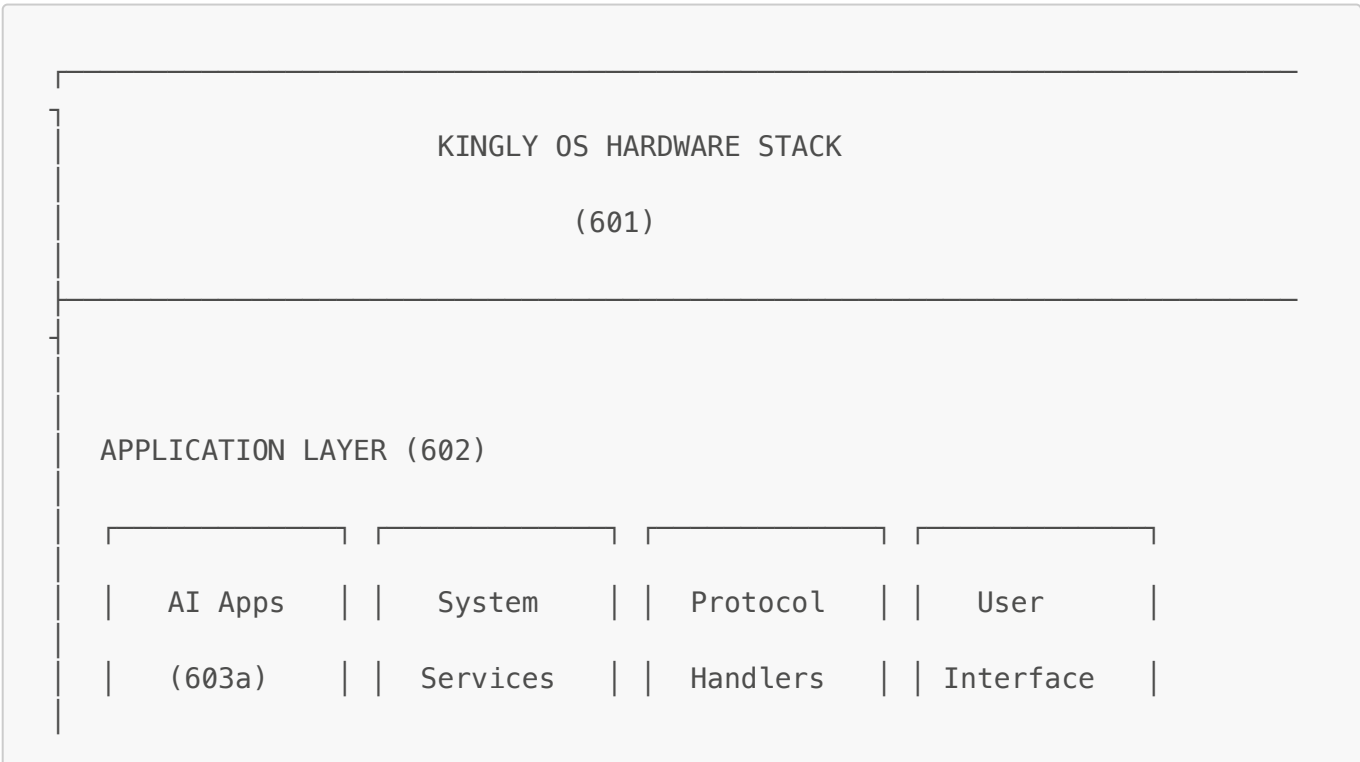 KINGLY OS HARDWARE STACK
(601)
APPLICATION LAYER (602)
AI Apps System Protocol User
(603a) Services Handlers Interface